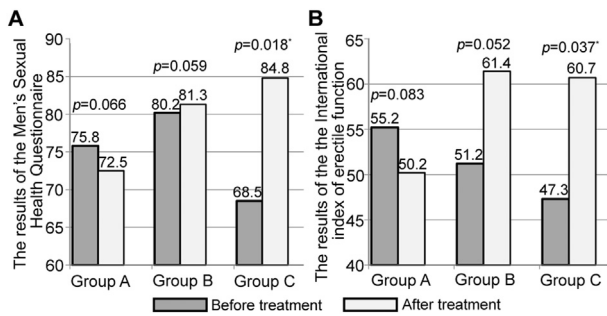 A
The results of the Men's Sexual
Health Questionnaire
90
85
80
75
70
65
60
p=0.066
75.8
72.5
p=0.059
80.2
81.3
p=0.018*
84.8
68.5
Group A
Group B
Group C
B
The results of the the International
index of erectile function
65
60
55
50
45
40
p=0.083
55.2
50.2
p=0.052
61.4
51.2
p=0.037*
60.7
47.3
Group A
Group B
Group C
Before treatment
After treatment